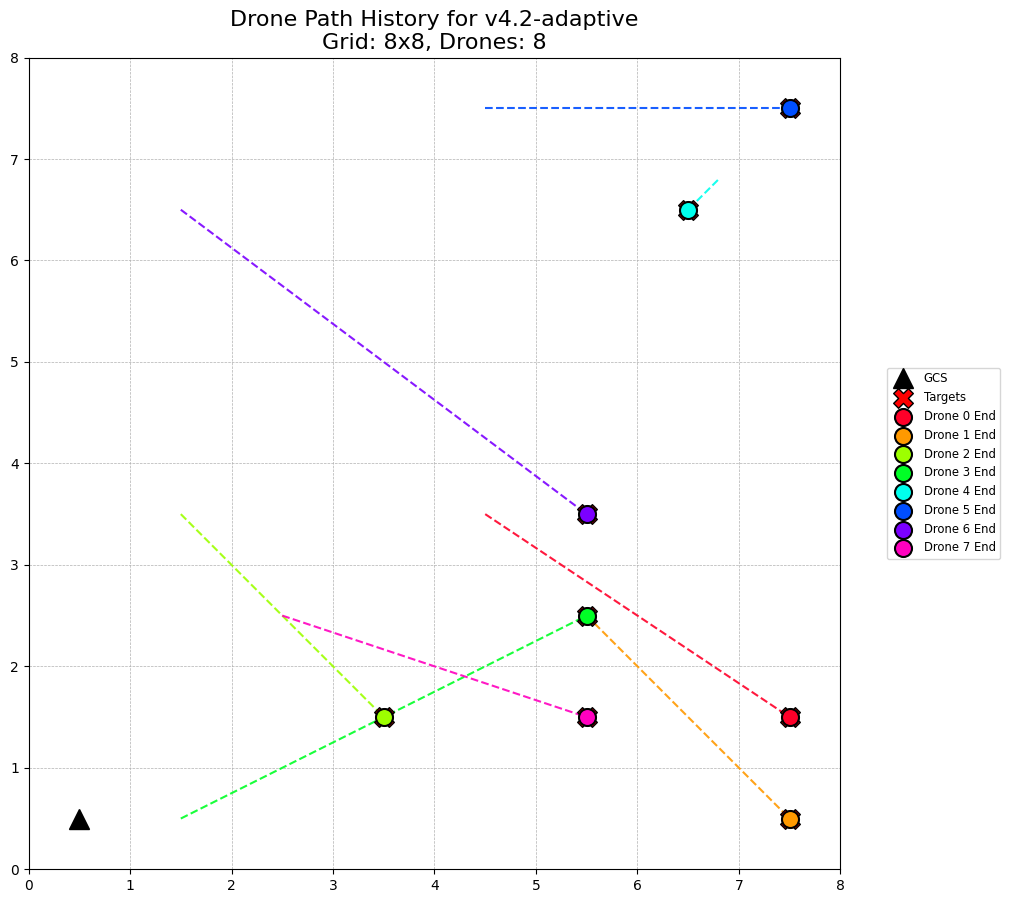 Drone Path History for v4.2-adaptive
Grid: 8x8, Drones: 8
8
7
6
5
4
3
2
1
0
0 1 2 3 4 5 6 7 8
GCS
Targets
Drone 0 End
Drone 1 End
Drone 2 End
Drone 3 End
Drone 4 End
Drone 5 End
Drone 6 End
Drone 7 End